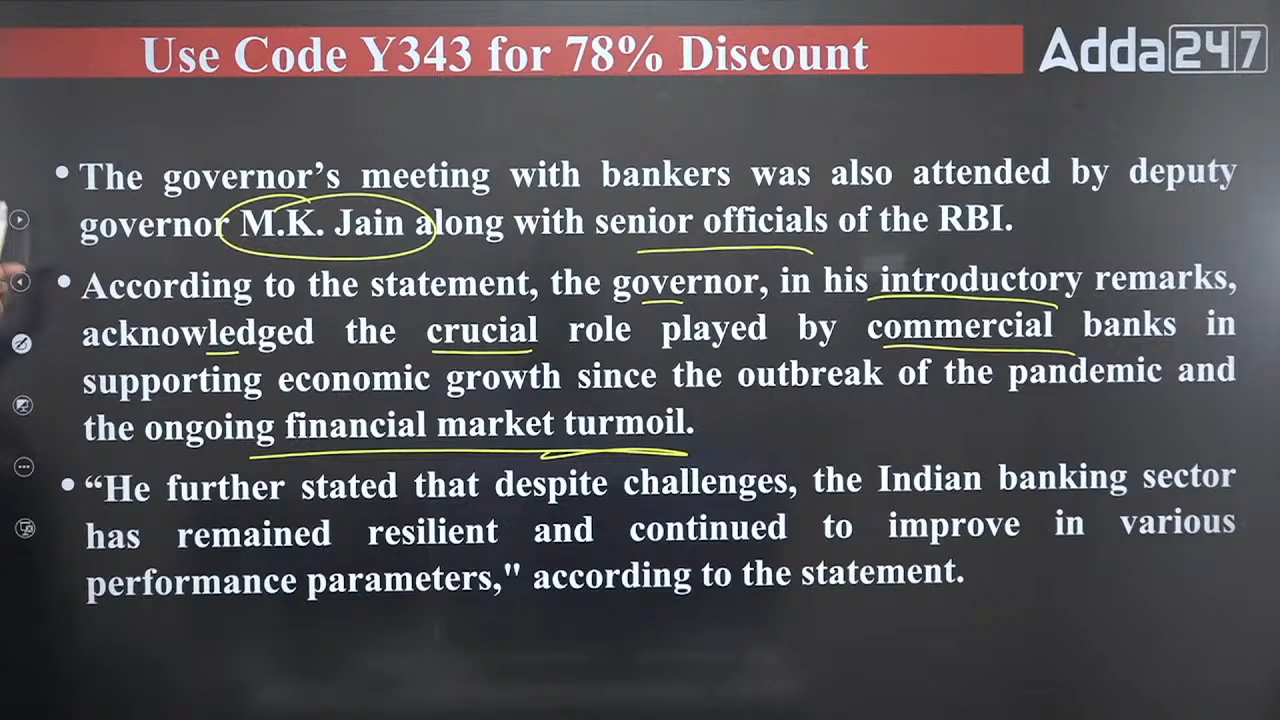 Use Code Y343 for 78% Discount
Adda247
• The governor's meeting with bankers was also attended by deputy
governor M.K. Jain along with senior officials of the RBI.
• According to the statement, the governor, in his introductory remarks,
acknowledged the crucial role played by commercial banks in
supporting economic growth since the outbreak of the pandemic and
the ongoing financial market turmoil.
• “He further stated that despite challenges, the Indian banking sector
has remained resilient and continued to improve in various
performance parameters," according to the statement.